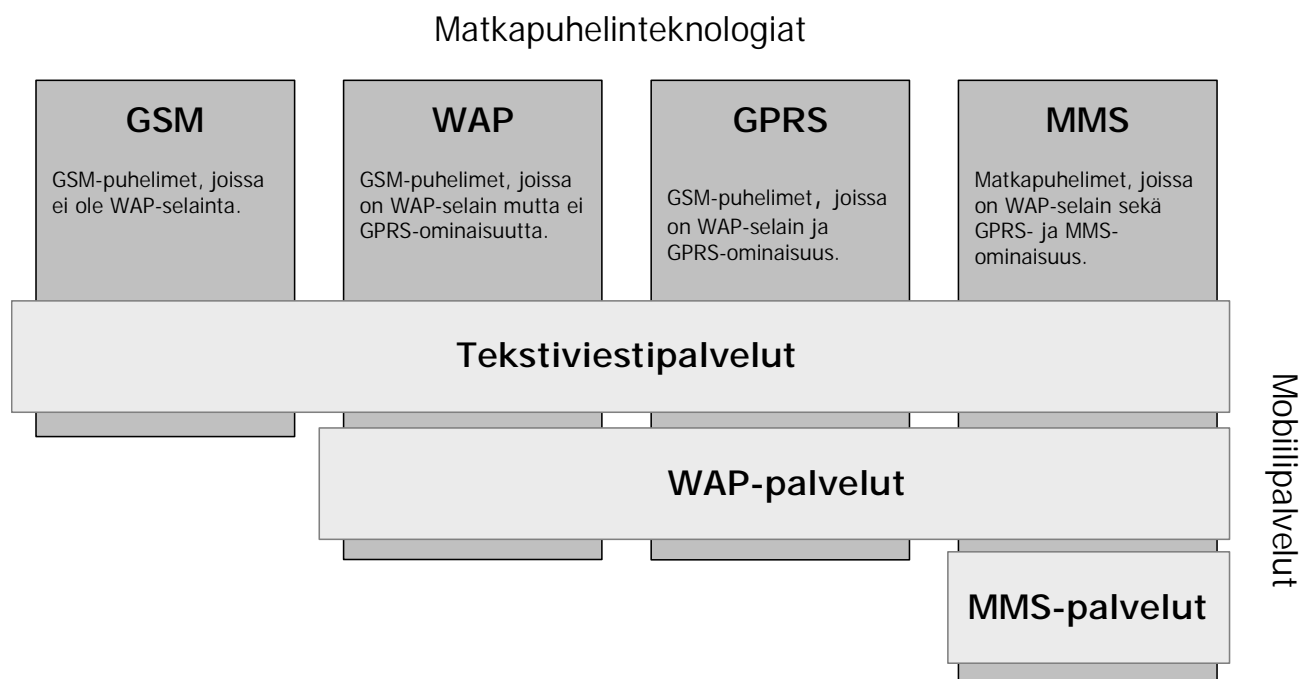 Matkapuhelinteknologiat
GSM
GSM-puhelimet, joissa
ei ole WAP-selainta.
WAP
GSM-puhelimet, joissa
on WAP-selain mutta ei
GPRS-ominaisuutta.
GPRS
GSM-puhelimet, joissa
on WAP-selain ja
GPRS-ominaisuus.
MMS
Matkapuhelimet, joissa
on WAP-selain sekä
GPRS- ja MMS-
ominaisuus.
Tekstiviestipalvelut
WAP-palvelut
MMS-palvelut
Mobiilipalvelut